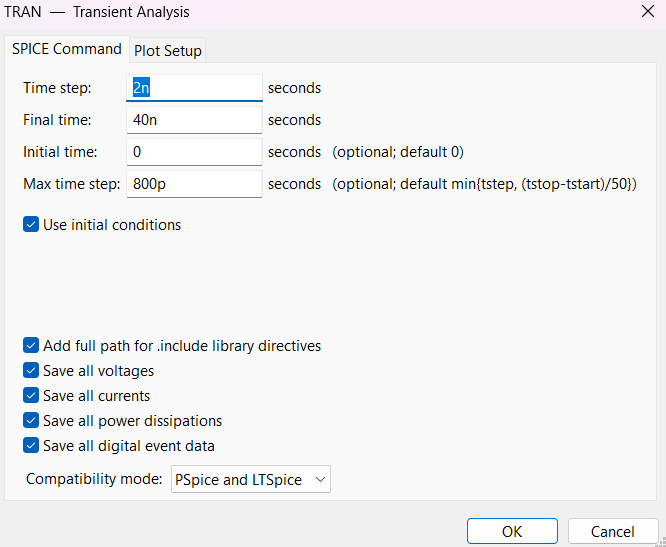 TRAN — Transient Analysis
SPICE Command Plot Setup
Time step: 2n seconds
Final time: 40n seconds
Initial time: 0 seconds (optional; default 0)
Max time step: 800p seconds (optional; default min{tstep, (tstop-tstart)/50})
Use initial conditions
Add full path for .include library directives
Save all voltages
Save all currents
Save all power dissipations
Save all digital event data
Compatibility mode: PSpice and LTSpice
OK Cancel